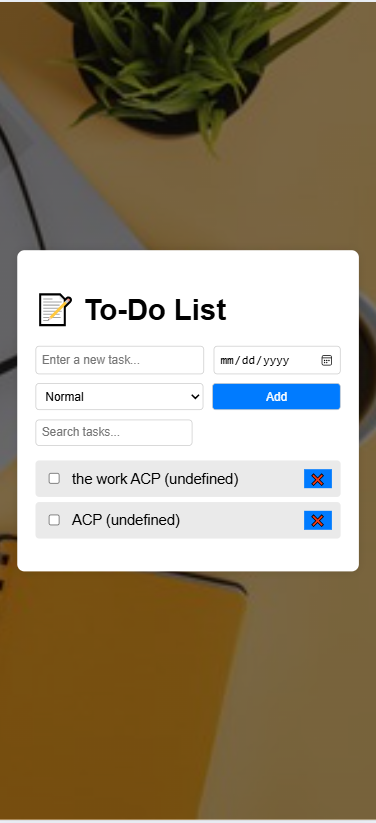 To-Do List
Enter a new task...
mm/dd/yyyy
Normal
Add
Search tasks...
the work ACP (undefined)
ACP (undefined)